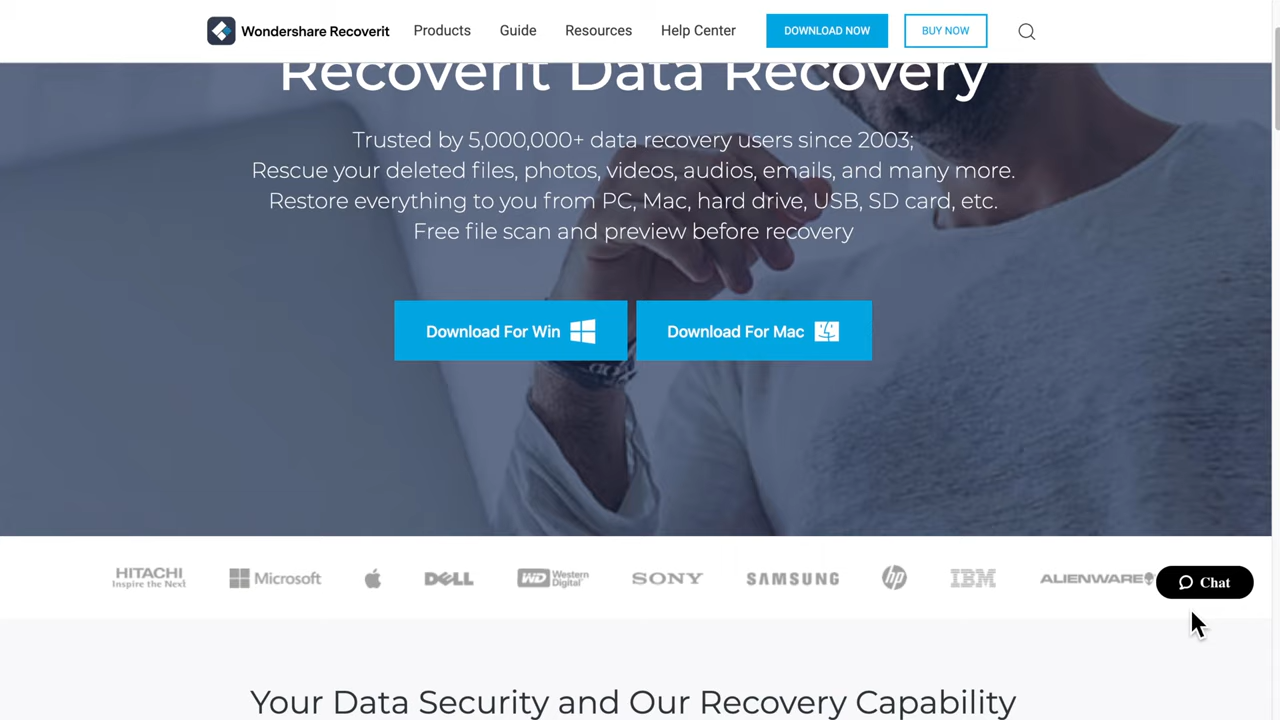 Wondershare Recoverit Products Guide Resources Help Center DOWNLOAD NOW BUY NOW
Recoverit Data Recovery
Trusted by 5,000,000+ data recovery users since 2003;
Rescue your deleted files, photos, videos, audios, emails, and many more.
Restore everything to you from PC, Mac, hard drive, USB, SD card, etc.
Free file scan and preview before recovery
Download For Win Download For Mac
HITACHI Microsoft DELL WD Western SONY SAMSUNG hp IBM ALIENWARE Chat
Inspire the Next Digital
Your Data Security and Our Recovery Capability